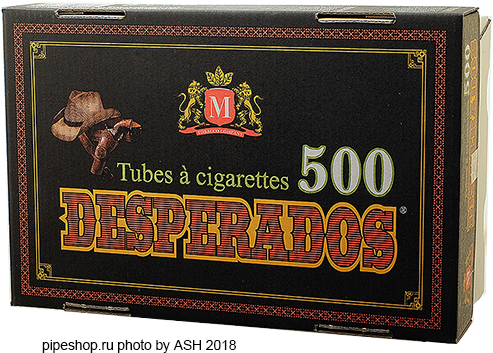 M
TOBACCO COMPANY
Tubes à cigarettes 500
DESPERADOS®
500
pipeshop.ru photo by ASH 2018